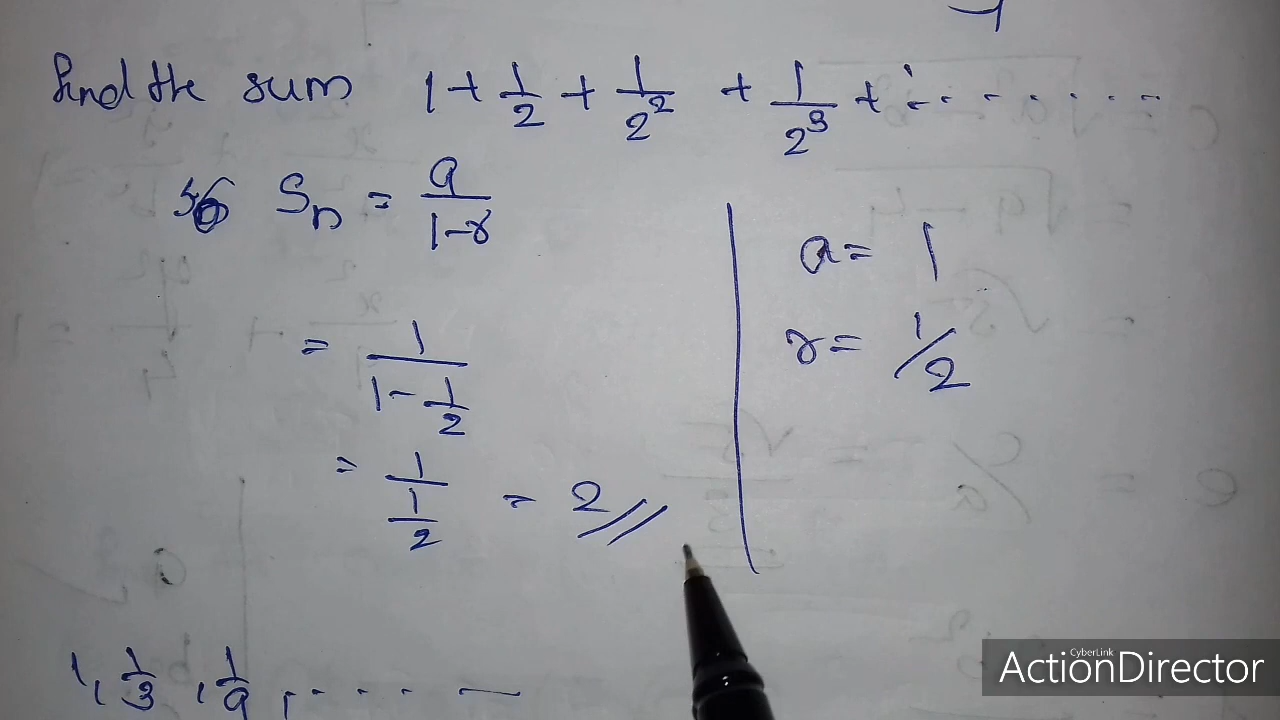 find the sum 1 + 1/2 + 1/2² + 1/2³ + ........
Sn = a/1-r
a = 1
= 1/1-1/2
r = 1/2
= 1/1/2 = 2//
1, 1/3, 1/9, .... —
CyberLink
ActionDirector